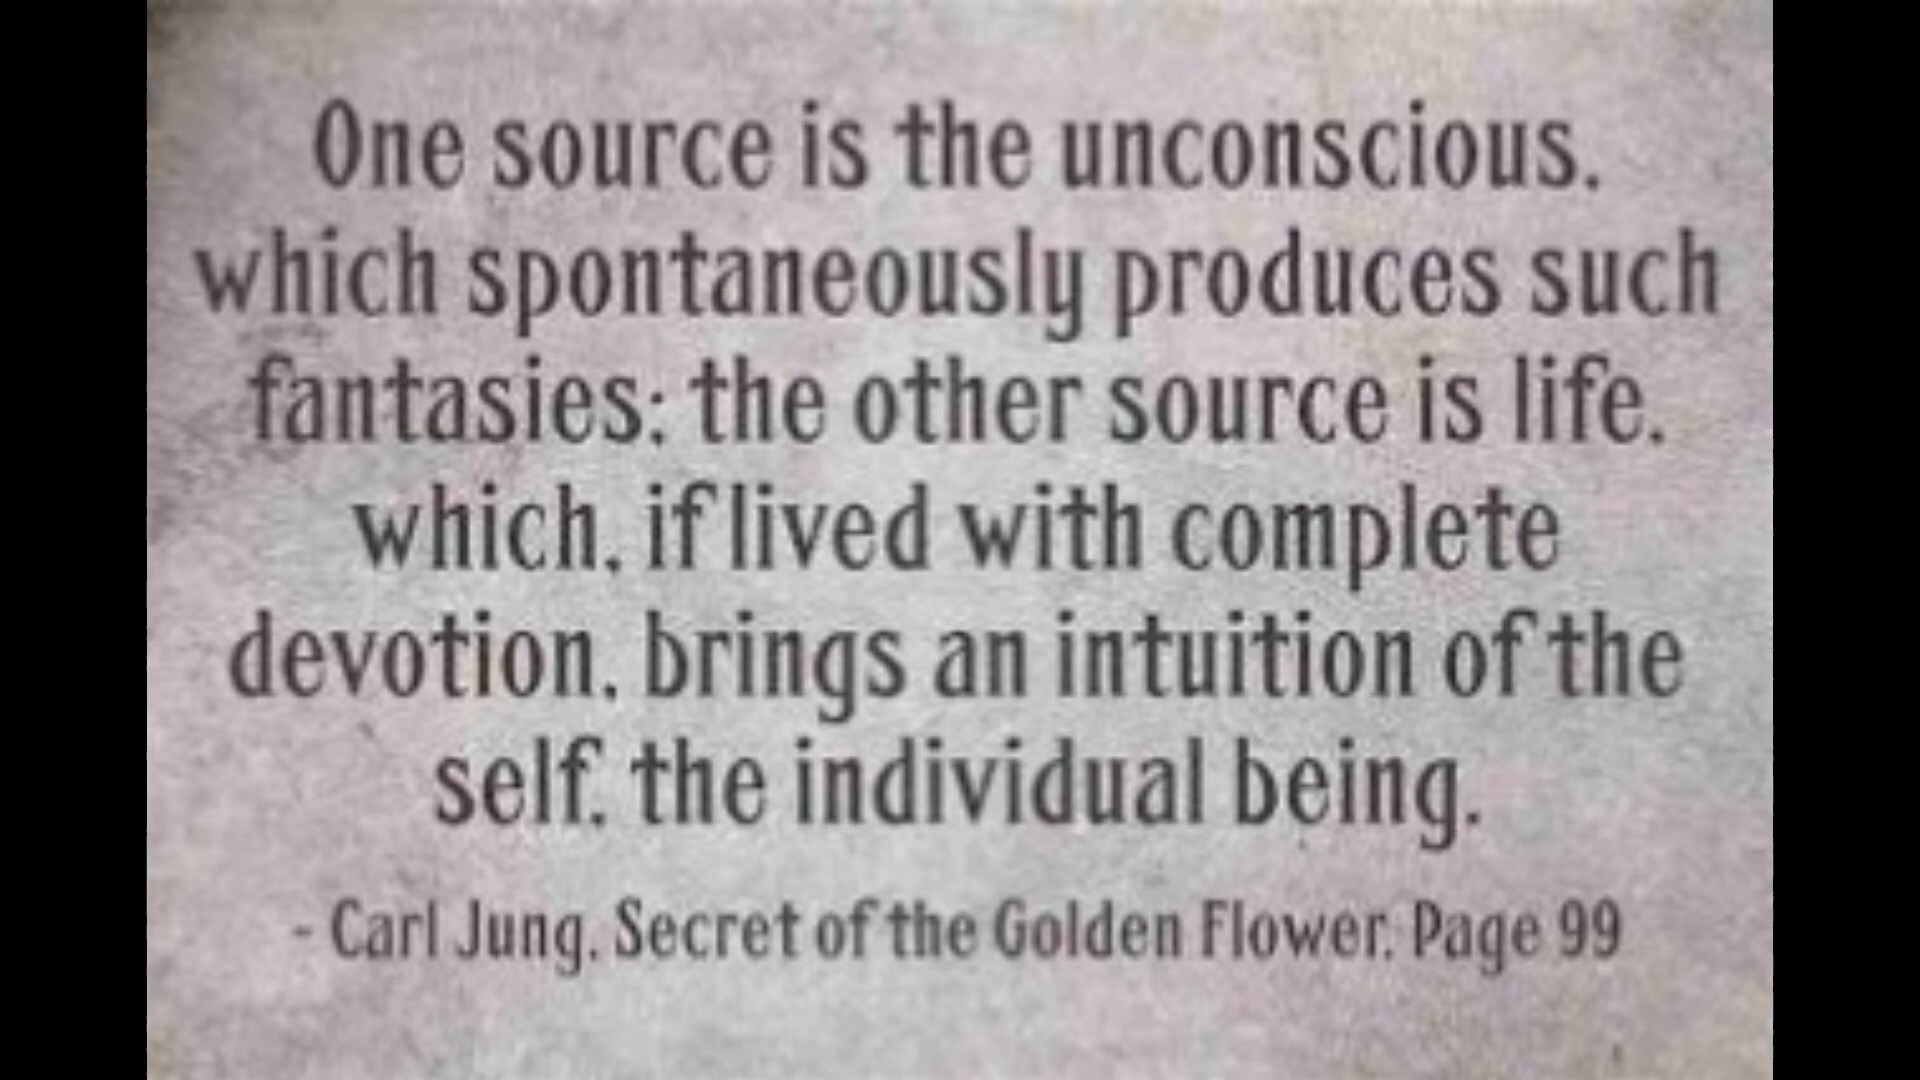 One source is the unconscious,
which spontaneously produces such
fantasies; the other source is life,
which, if lived with complete
devotion, brings an intuition of the
self, the individual being.
- Carl Jung, Secret of the Golden Flower, Page 99